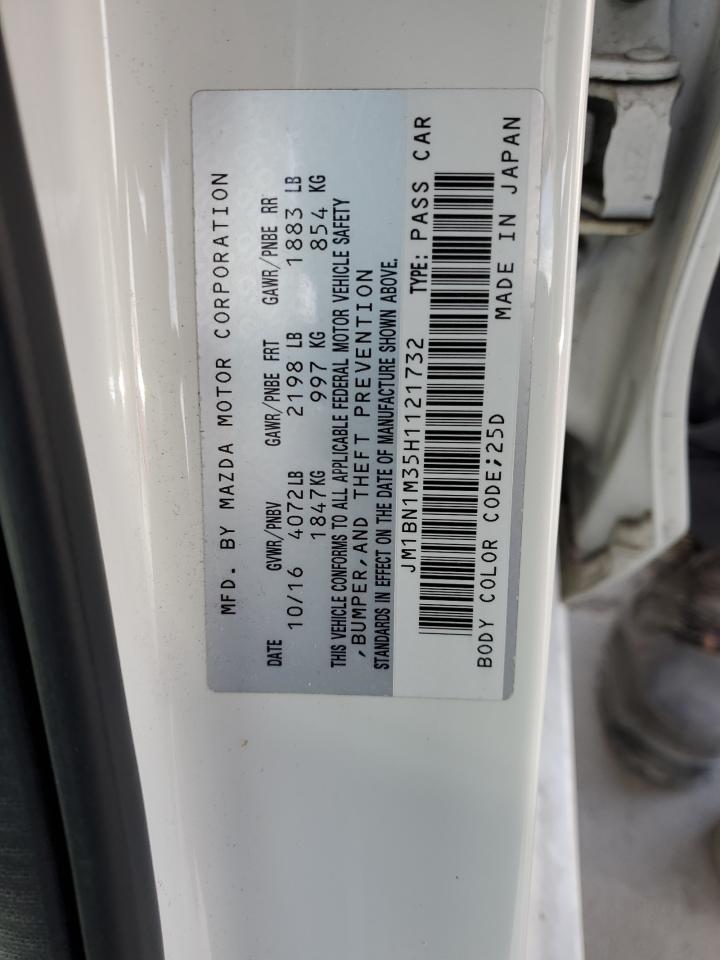 MFD. BY MAZDA MOTOR CORPORATION
DATE GVWR/PNBV GAWR/PNBE FRT GAWR/PNBE RR
10/16 4072LB 2198 LB 1883 LB
1847KG 997 KG 854 KG
THIS VEHICLE CONFORMS TO ALL APPLICABLE FEDERAL MOTOR VEHICLE SAFETY
,BUMPER,AND THEFT PREVENTION
STANDARDS IN EFFECT ON THE DATE OF MANUFACTURE SHOWN ABOVE.
JM1BN1M35H1121732 TYPE: PASS CAR
BODY COLOR CODE;25D MADE IN JAPAN